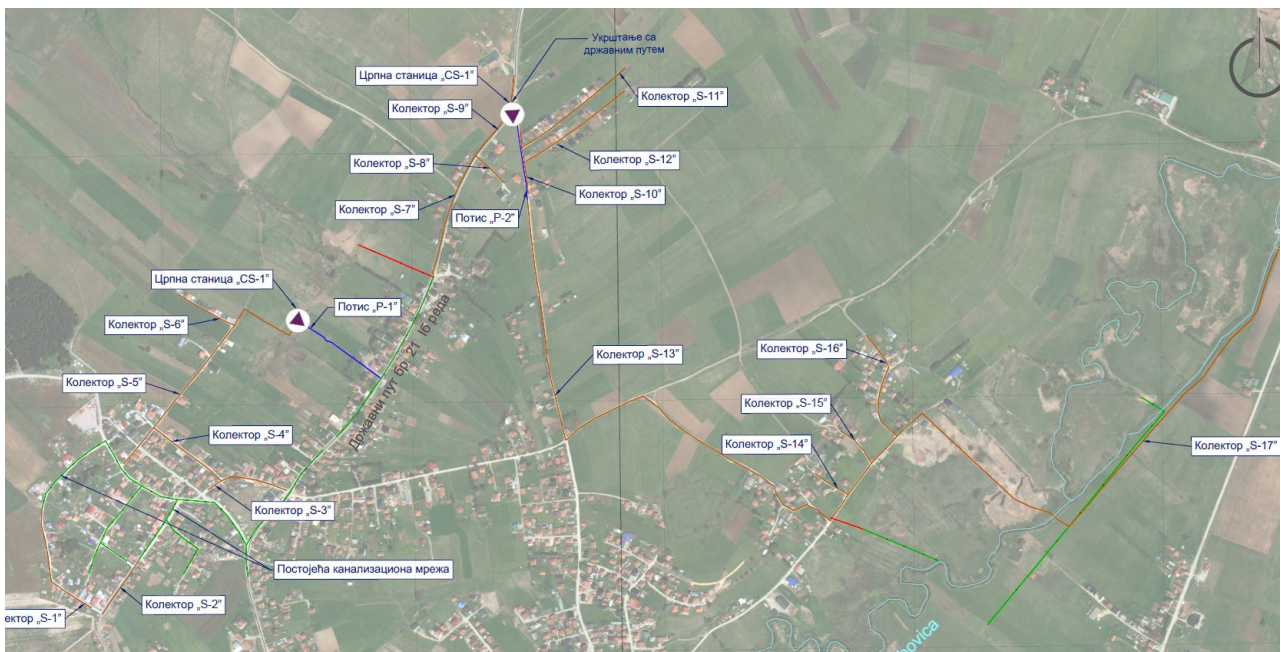 Укрштање са
државним путем
Црпна станица „CS-1”
Колектор „S-9”
Колектор „S-11”
Колектор „S-8”
Колектор „S-12”
Колектор „S-7”
Колектор „S-10”
Потис „P-2”
Црпна станица „CS-1”
Потис „P-1”
Колектор „S-6”
Државни пут бр. 21 Iб реда
Колектор „S-13”
Колектор „S-16”
Колектор „S-5”
Колектор „S-15”
Колектор „S-4”
Колектор „S-14”
Колектор „S-17”
Колектор „S-3”
Постојећа канализациона мрежа
Колектор „S-2”
ектор „S-1”
ovica